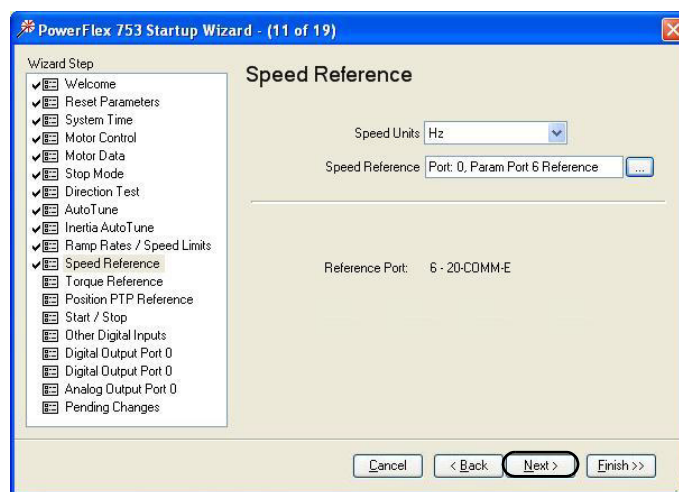 PowerFlex 753 Startup Wizard - (11 of 19)
Wizard Step
Welcome
Reset Parameters
System Time
Motor Control
Motor Data
Stop Mode
Direction Test
AutoTune
Inertia AutoTune
Ramp Rates / Speed Limits
Speed Reference
Torque Reference
Position PTP Reference
Start / Stop
Other Digital Inputs
Digital Output Port 0
Digital Output Port 0
Analog Output Port 0
Pending Changes
Speed Reference
Speed Units Hz
Speed Reference Port: 0, Param Port 6 Reference ...
Reference Port: 6 - 20-COMM-E
Cancel < Back Next > Finish >>